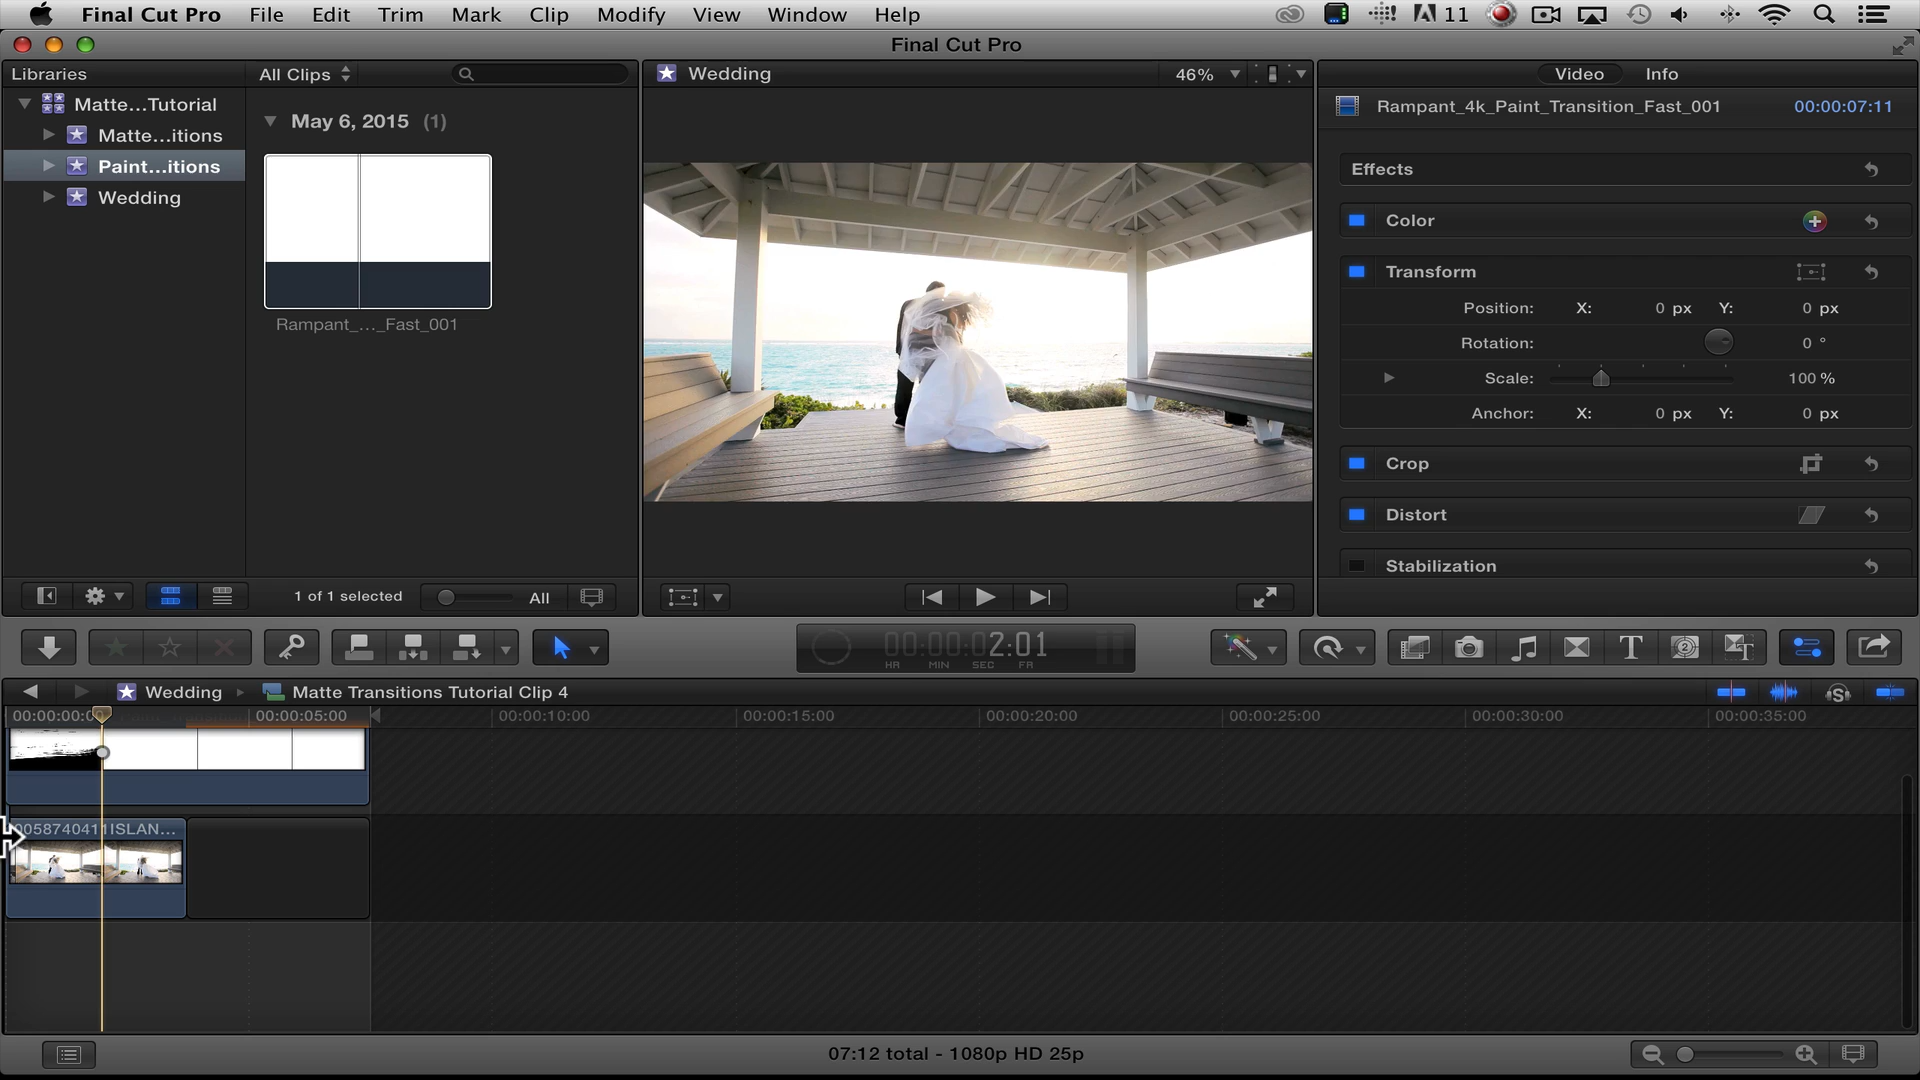 Final Cut Pro File Edit Trim Mark Clip Modify View Window Help 11
Final Cut Pro
Libraries
All Clips
Wedding
46%
Video Info
Matte...Tutorial
Matte...itions
Paint...itions
Wedding
May 6, 2015 (1)
Rampant_..._Fast_001
Rampant_4k_Paint_Transition_Fast_001 00:00:07:11
Effects
Color
Transform
Position: X: 0 px Y: 0 px
Rotation: 0 °
Scale: 100 %
Anchor: X: 0 px Y: 0 px
Crop
Distort
Stabilization
1 of 1 selected All
00:00:02:01
HR MIN SEC FR
Wedding Matte Transitions Tutorial Clip 4
00:00:00:0 00:00:05:00 00:00:10:00 00:00:15:00 00:00:20:00 00:00:25:00 00:00:30:00 00:00:35:00
0058740411ISLAN...
07:12 total - 1080p HD 25p